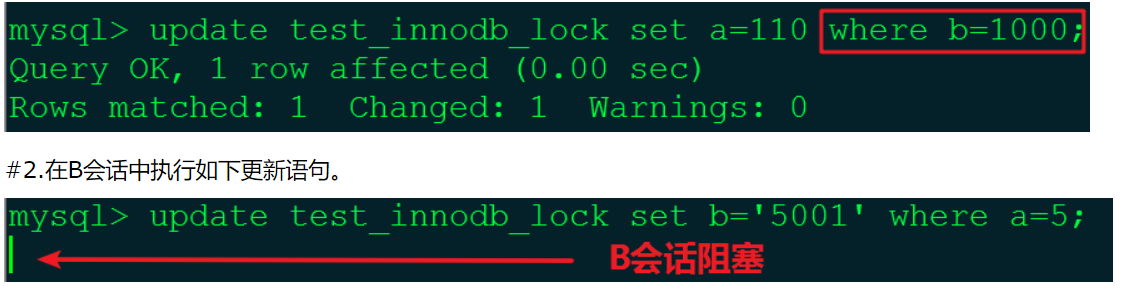 mysql> update test_innodb_lock set a=110 where b=1000;
Query OK, 1 row affected (0.00 sec)
Rows matched: 1  Changed: 1  Warnings: 0
#2.在B会话中执行如下更新语句。
mysql> update test_innodb_lock set b='5001' where a=5;
B会话阻塞